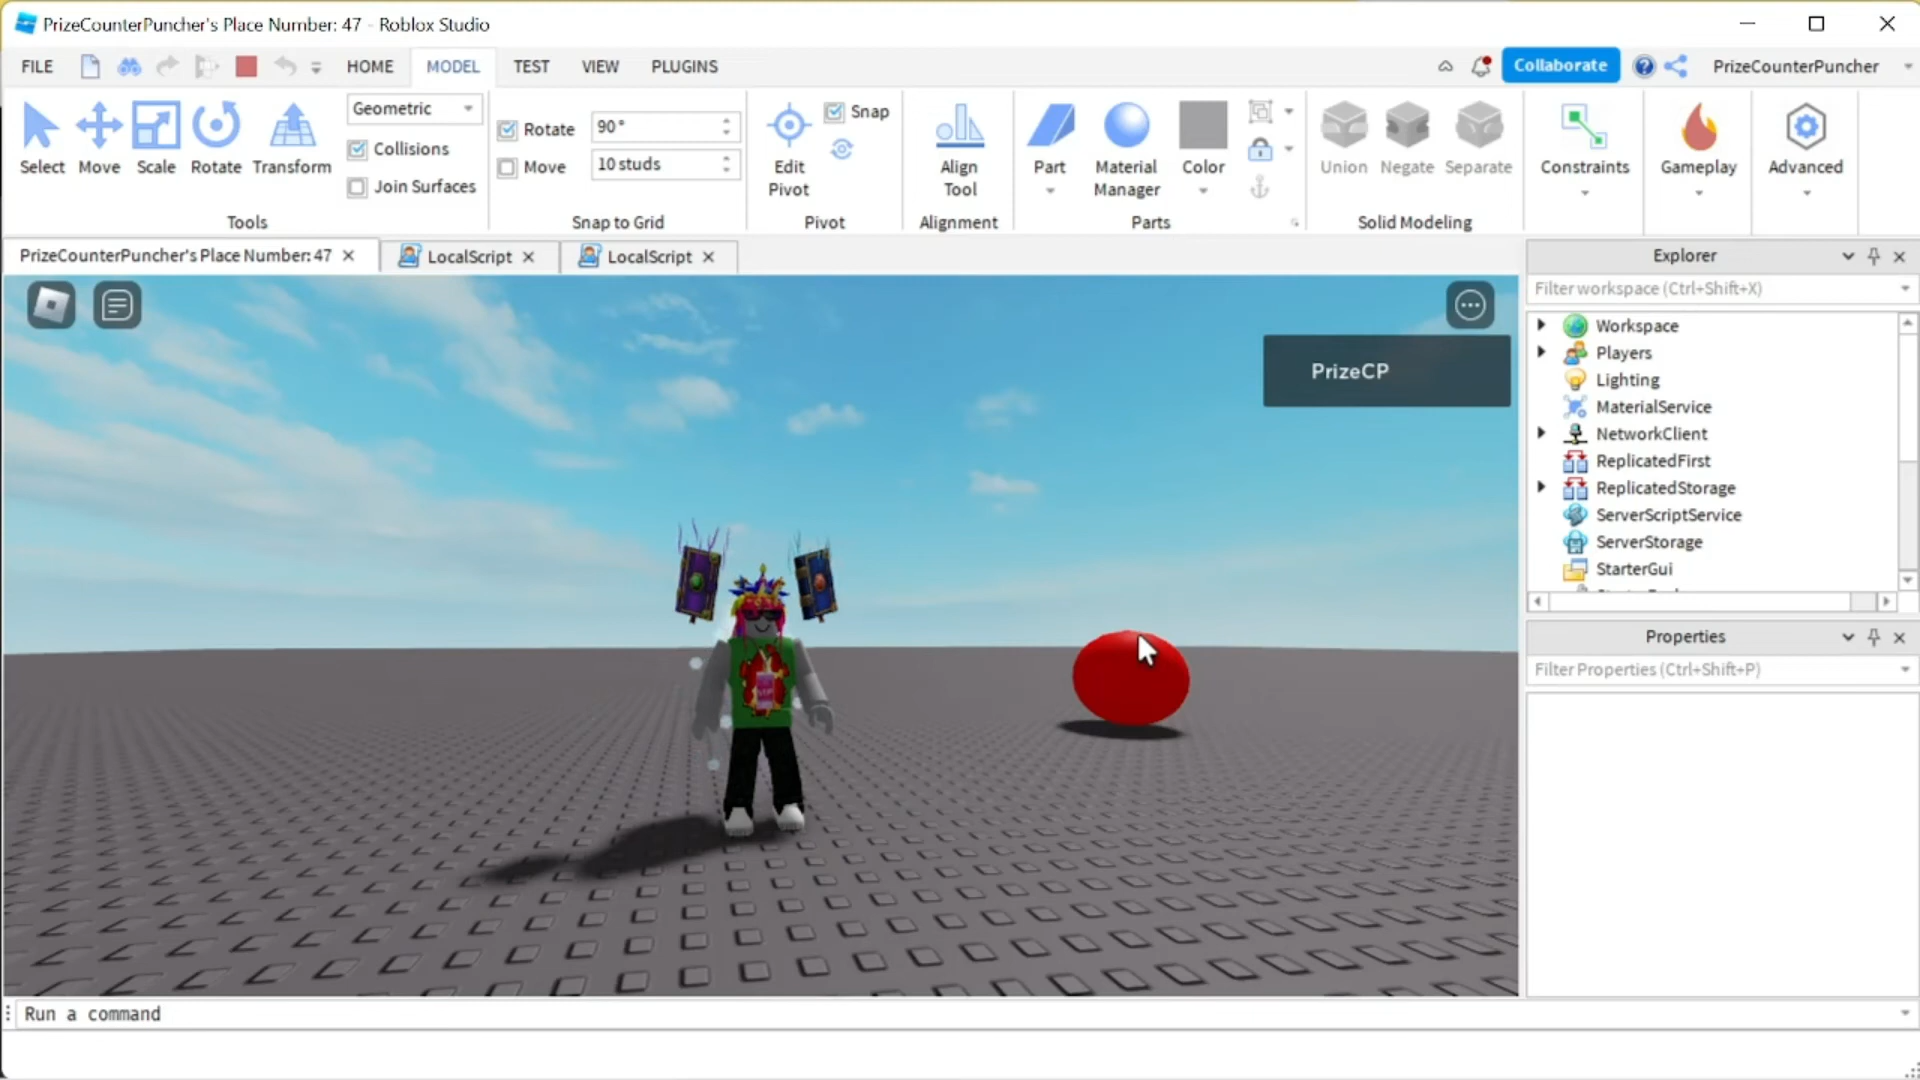 PrizeCounterPuncher's Place Number: 47 - Roblox Studio
FILE HOME MODEL TEST VIEW PLUGINS Collaborate PrizeCounterPuncher
Select Move Scale Rotate Transform
Geometric
Collisions
Join Surfaces
Tools
Rotate 90°
Move 10 studs
Snap to Grid
Edit Pivot
Snap
Pivot
Align Tool
Alignment
Part
Material Manager
Color
Parts
Union Negate Separate
Solid Modeling
Constraints
Gameplay
Advanced
PrizeCounterPuncher's Place Number: 47
LocalScript
LocalScript
PrizeCP
Explorer
Filter workspace (Ctrl+Shift+X)
Workspace
Players
Lighting
MaterialService
NetworkClient
ReplicatedFirst
ReplicatedStorage
ServerScriptService
ServerStorage
StarterGui
Properties
Filter Properties (Ctrl+Shift+P)
Run a command